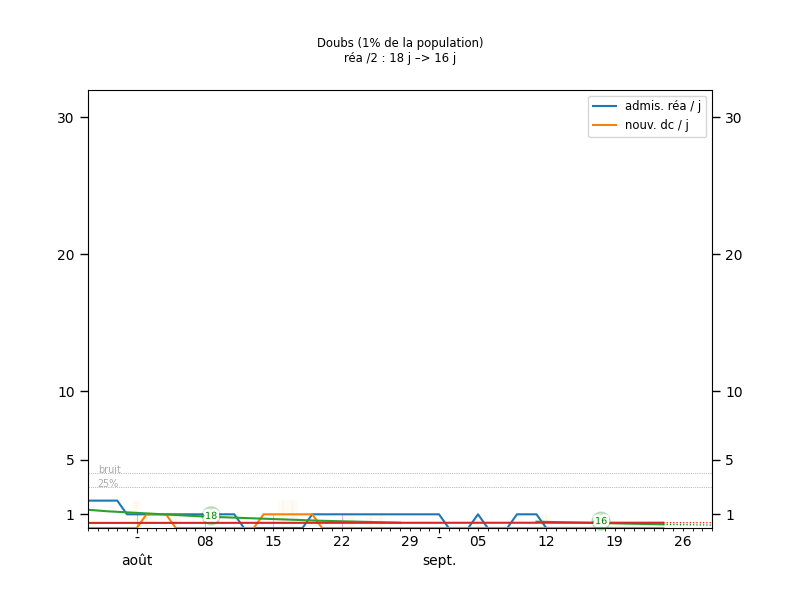 Doubs (1% de la population)
réa /2 : 18 j –> 16 j
admis. réa / j
nouv. dc / j
30 30
20 20
10 10
5 5
bruit
25%
1 1
18 16
- 08 15 22 29 - 05 12 19 26
août sept.